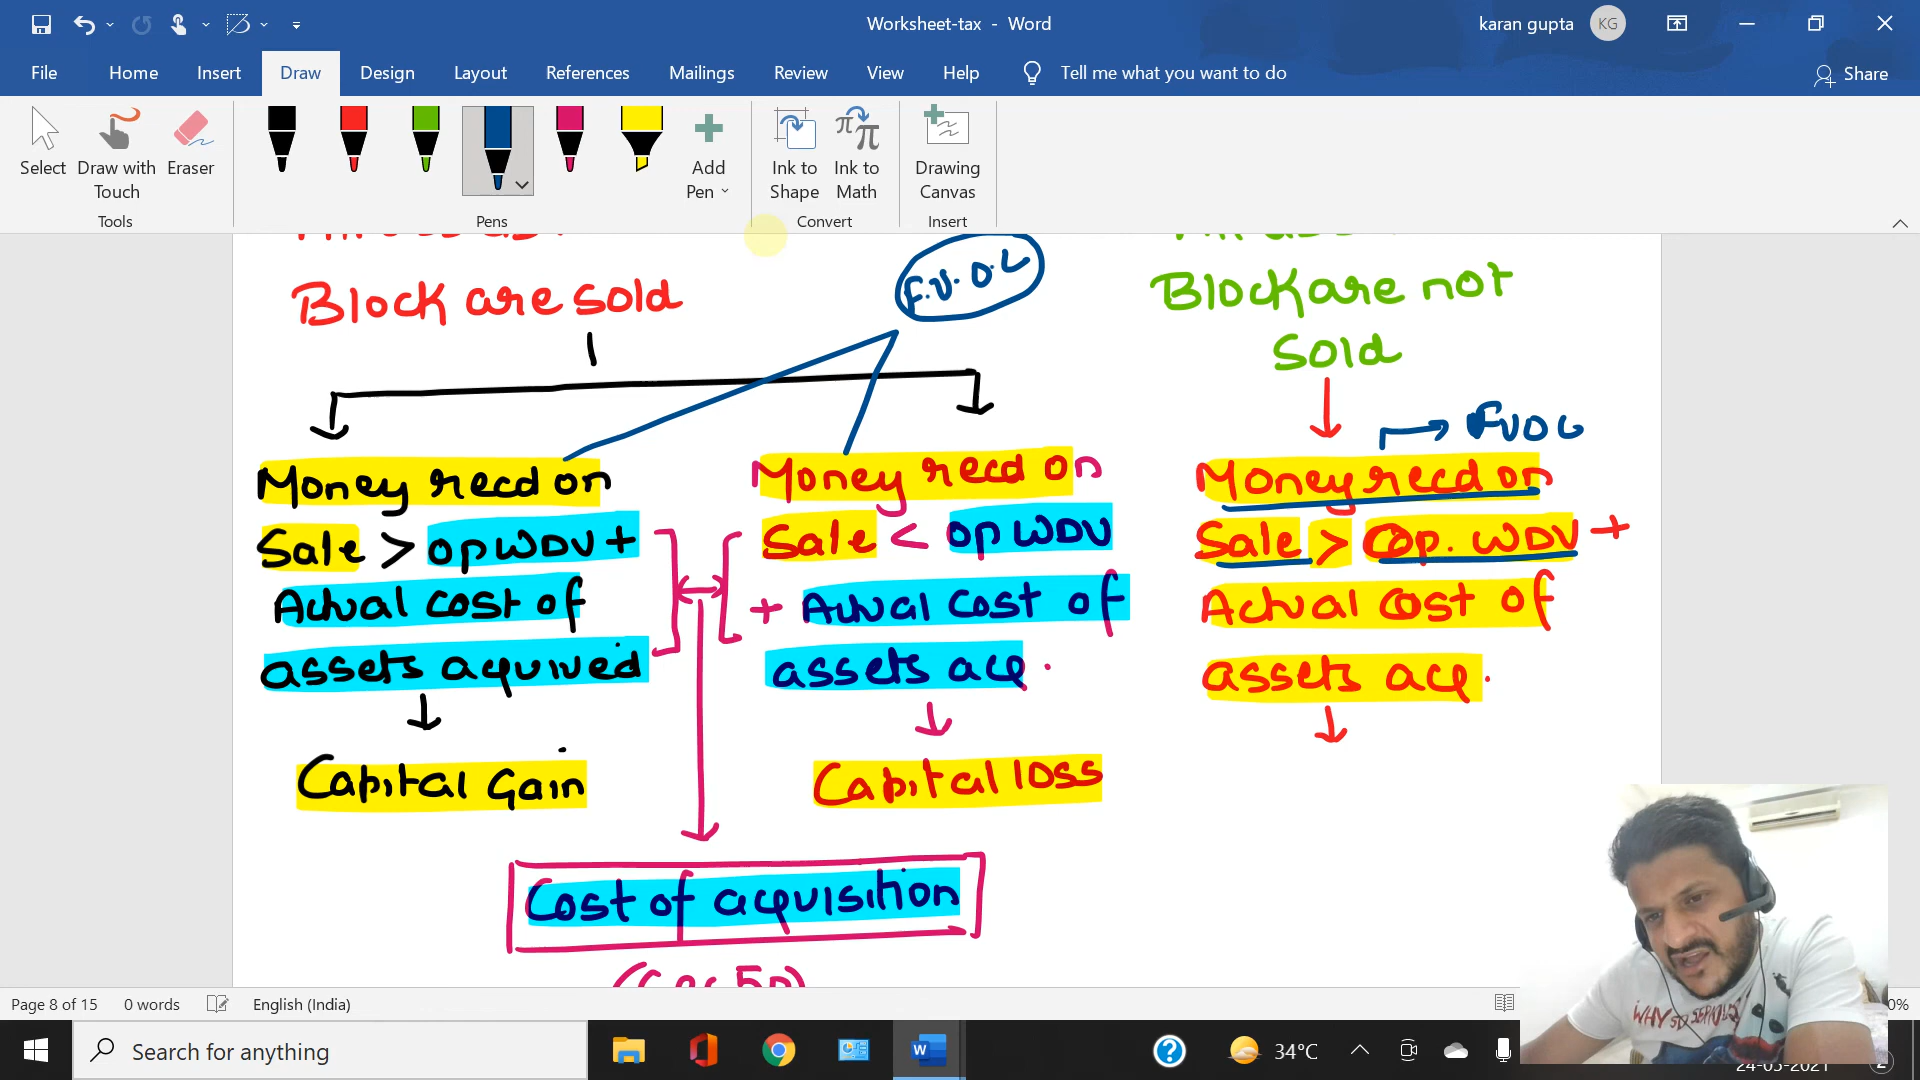 Worksheet-tax - Word
karan gupta
KG
File
Home
Insert
Draw
Design
Layout
References
Mailings
Review
View
Help
Tell me what you want to do
Share
Select
Draw with
Touch
Eraser
Add
Pen
Ink to
Shape
Ink to
Math
Drawing
Canvas
Tools
Pens
Convert
Insert
Block are sold
F.V.O.C
Block are not
Sold
FVOC
Money recd on
Sale > op WDV +
Actual cost of
assets acquired
Capital Gain
Money recd on
Sale < op WDV
+ Actual cost of
assets acq.
Capital loss
Money recd on
Sale > Op. WDV +
Actual cost of
assets acq.
Cost of acquisition
Page 8 of 15
0 words
English (India)
WHY SO
Search for anything
34°C